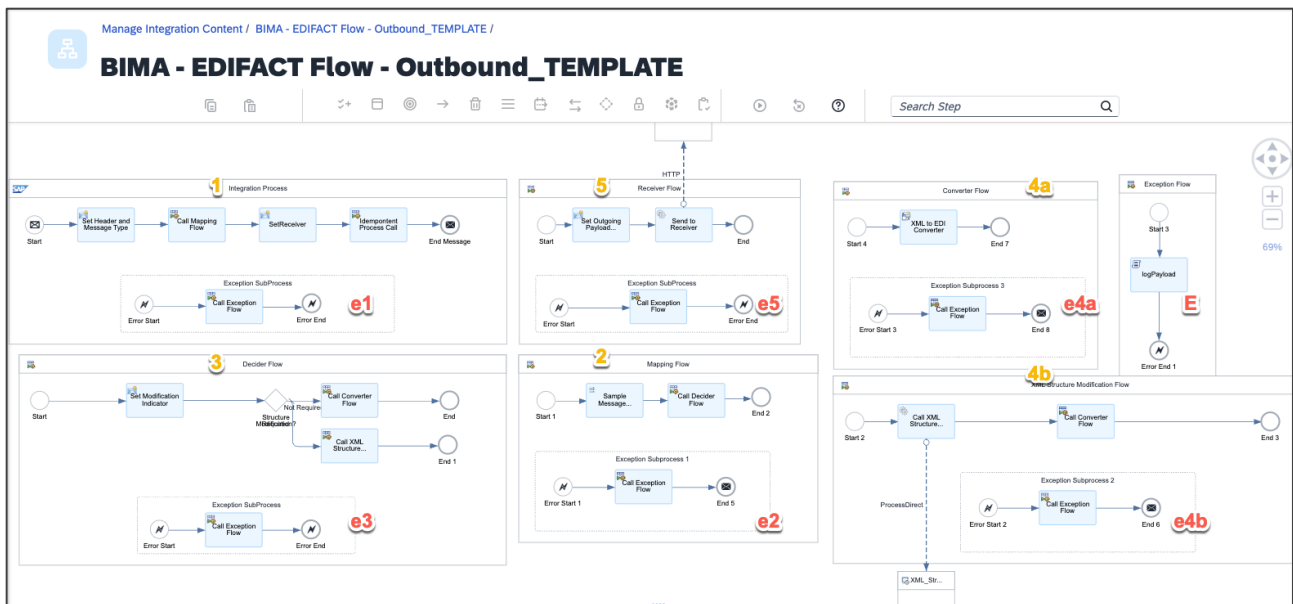 Manage Integration Content / BIMA - EDIFACT Flow - Outbound_TEMPLATE /
BIMA - EDIFACT Flow - Outbound_TEMPLATE
Search Step
69%
HTTP
SAP
1
Integration Process
Start
Set Header and
Message Type
Call Mapping
Flow
SetReceiver
Idempotent
Process Call
End Message
Exception SubProcess
Error Start
Call Exception
Flow
Error End
e1
5
Receiver Flow
Start
Set Outgoing
Payload...
Send to
Receiver
End
Exception SubProcess
Error Start
Call Exception
Flow
Error End
e5
4a
Converter Flow
Start 4
XML to EDI
Converter
End 7
Exception Subprocess 3
Error Start 3
Call Exception
Flow
End 8
e4a
Exception Flow
Start 3
logPayload
E
Error End 1
3
Decider Flow
Start
Set Modification
Indicator
Structure
Not Required
Call Converter
Flow
End
Call XML
Structure...
End 1
Exception SubProcess
Error Start
Call Exception
Flow
Error End
e3
2
Mapping Flow
Start 1
Sample
Message...
Call Decider
Flow
End 2
Exception Subprocess 1
Error Start 1
Call Exception
Flow
End 5
e2
4b
XML Structure Modification Flow
Start 2
Call XML
Structure...
Call Converter
Flow
End 3
ProcessDirect
Exception Subprocess 2
Error Start 2
Call Exception
Flow
End 6
e4b
XML_Str...